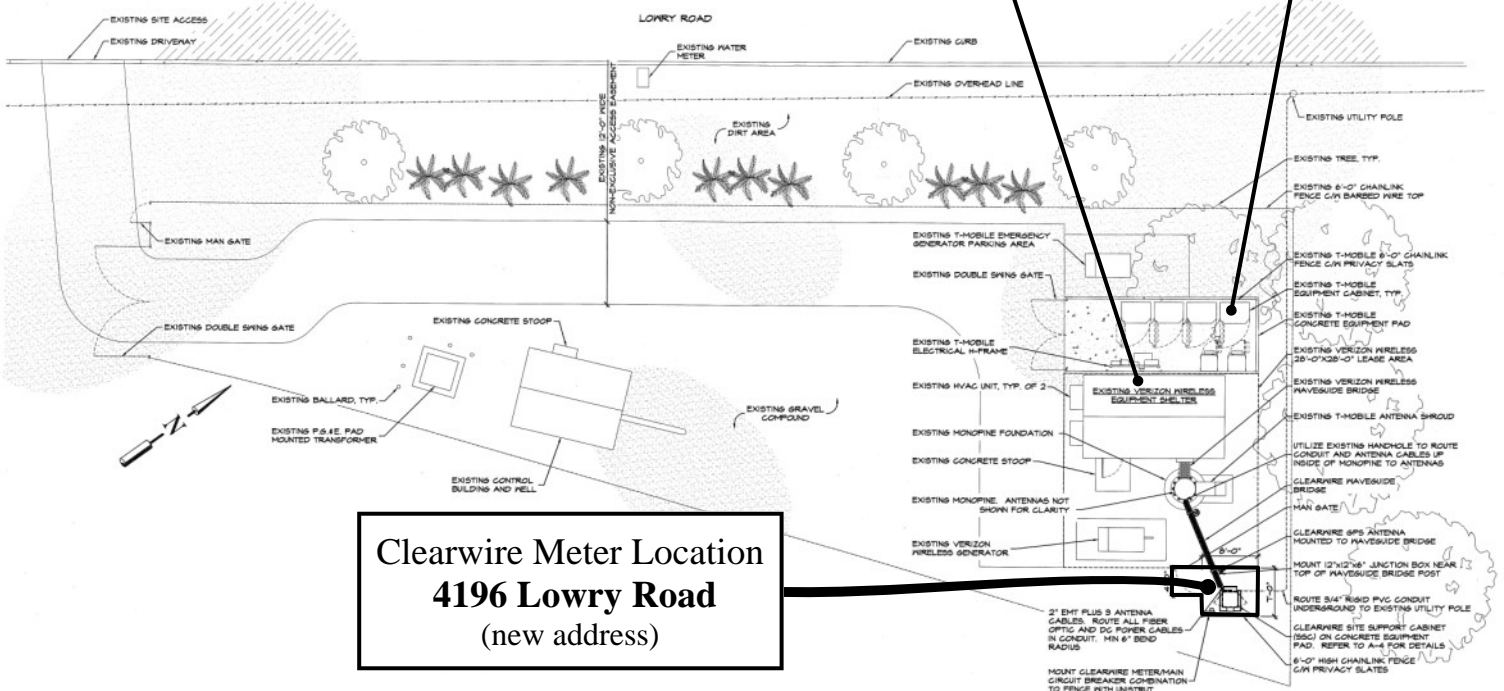 EXISTING SITE ACCESS
EXISTING DRIVEWAY
LOWRY ROAD
EXISTING WATER
METER
EXISTING CURB
EXISTING OVERHEAD LINE
EXISTING 12'-0" WIDE
NON-EXCLUSIVE ACCESS EASEMENT
EXISTING
DIRT AREA
EXISTING UTILITY POLE
EXISTING TREE, TYP.
EXISTING 6'-0" CHAINLINK
FENCE C/W BARBED WIRE TOP
EXISTING MAN GATE
EXISTING T-MOBILE EMERGENCY
GENERATOR PARKING AREA
EXISTING DOUBLE SWING GATE
EXISTING T-MOBILE 6'-0" CHAINLINK
FENCE C/W PRIVACY SLATS
EXISTING T-MOBILE
EQUIPMENT CABINET, TYP.
EXISTING T-MOBILE
CONCRETE EQUIPMENT PAD
EXISTING DOUBLE SWING GATE
EXISTING CONCRETE STOOP
EXISTING T-MOBILE
ELECTRICAL H-FRAME
EXISTING VERIZON WIRELESS
28'-0"X28'-0" LEASE AREA
EXISTING HVAC UNIT, TYP. OF 2
EXISTING VERIZON WIRELESS
EQUIPMENT SHELTER
EXISTING VERIZON WIRELESS
WAVEGUIDE BRIDGE
EXISTING BALLARD, TYP.
EXISTING GRAVEL
COMPOUND
EXISTING T-MOBILE ANTENNA SHROUD
EXISTING P.G.&E. PAD
MOUNTED TRANSFORMER
EXISTING MONOPINE FOUNDATION
UTILIZE EXISTING HANDHOLE TO ROUTE
CONDUIT AND ANTENNA CABLES UP
INSIDE OF MONOPINE TO ANTENNAS
EXISTING CONCRETE STOOP
N
EXISTING CONTROL
BUILDING AND WELL
CLEARWIRE WAVEGUIDE
BRIDGE
EXISTING MONOPINE. ANTENNAS NOT
SHOWN FOR CLARITY
MAN GATE
CLEARWIRE GPS ANTENNA
MOUNTED TO WAVEGUIDE BRIDGE
EXISTING VERIZON
WIRELESS GENERATOR
8'-0"
MOUNT 12"x12"x6" JUNCTION BOX NEAR
TOP OF WAVEGUIDE BRIDGE POST
7'-0"
ROUTE 3/4" RIGID PVC CONDUIT
UNDERGROUND TO EXISTING UTILITY POLE
Clearwire Meter Location
4196 Lowry Road
(new address)
2" EMT PLUS 3 ANTENNA
CABLES. ROUTE ALL FIBER
OPTIC AND DC POWER CABLES
IN CONDUIT. MIN 6" BEND
RADIUS
CLEARWIRE SITE SUPPORT CABINET
(SSC) ON CONCRETE EQUIPMENT
PAD. REFER TO A-4 FOR DETAILS
6'-0" HIGH CHAINLINK FENCE
C/W PRIVACY SLATES
MOUNT CLEARWIRE METER/MAIN
CIRCUIT BREAKER COMBINATION
TO FENCE WITH UNISTRUT